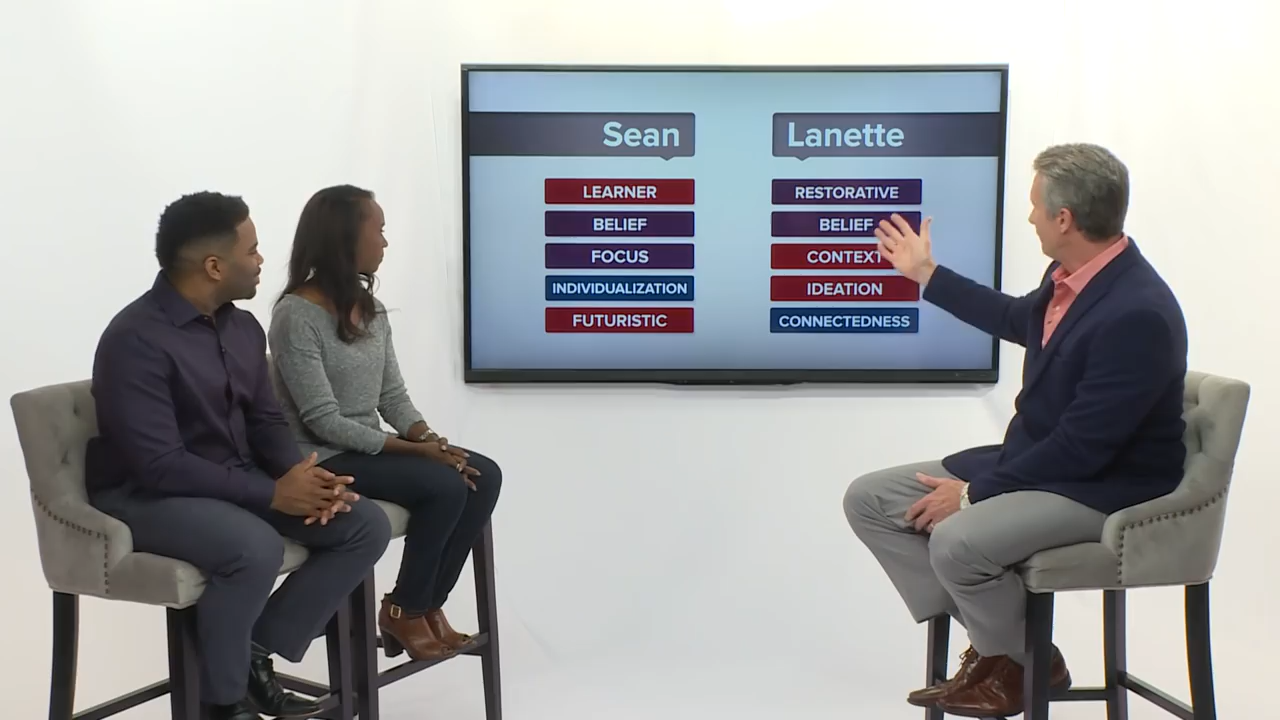 Sean
LEARNER
BELIEF
FOCUS
INDIVIDUALIZATION
FUTURISTIC
Lanette
RESTORATIVE
BELIEF
CONTEXT
IDEATION
CONNECTEDNESS